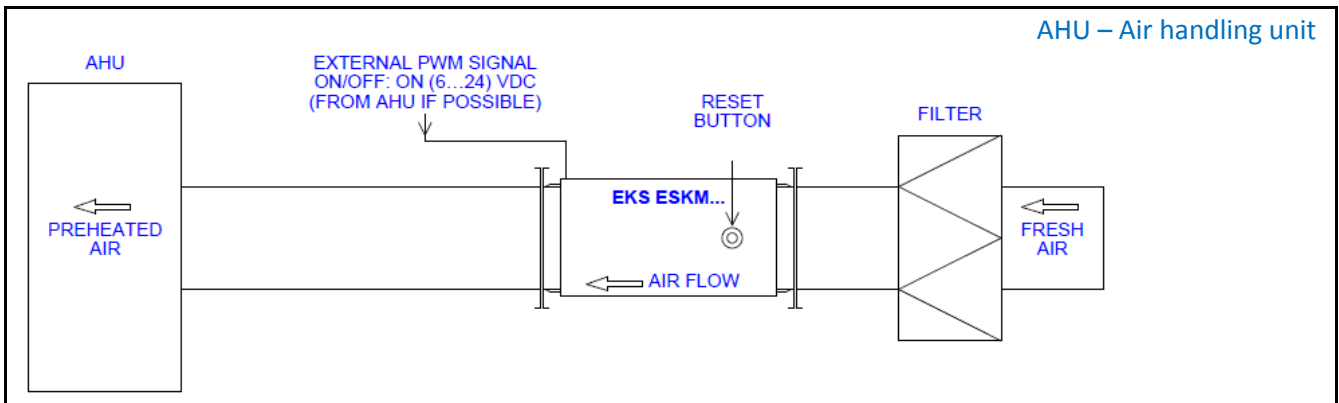 AHU – Air handling unit
AHU
EXTERNAL PWM SIGNAL
ON/OFF: ON (6...24) VDC
(FROM AHU IF POSSIBLE)
RESET
BUTTON
FILTER
EKS ESKM...
PREHEATED
AIR
FRESH
AIR
AIR FLOW